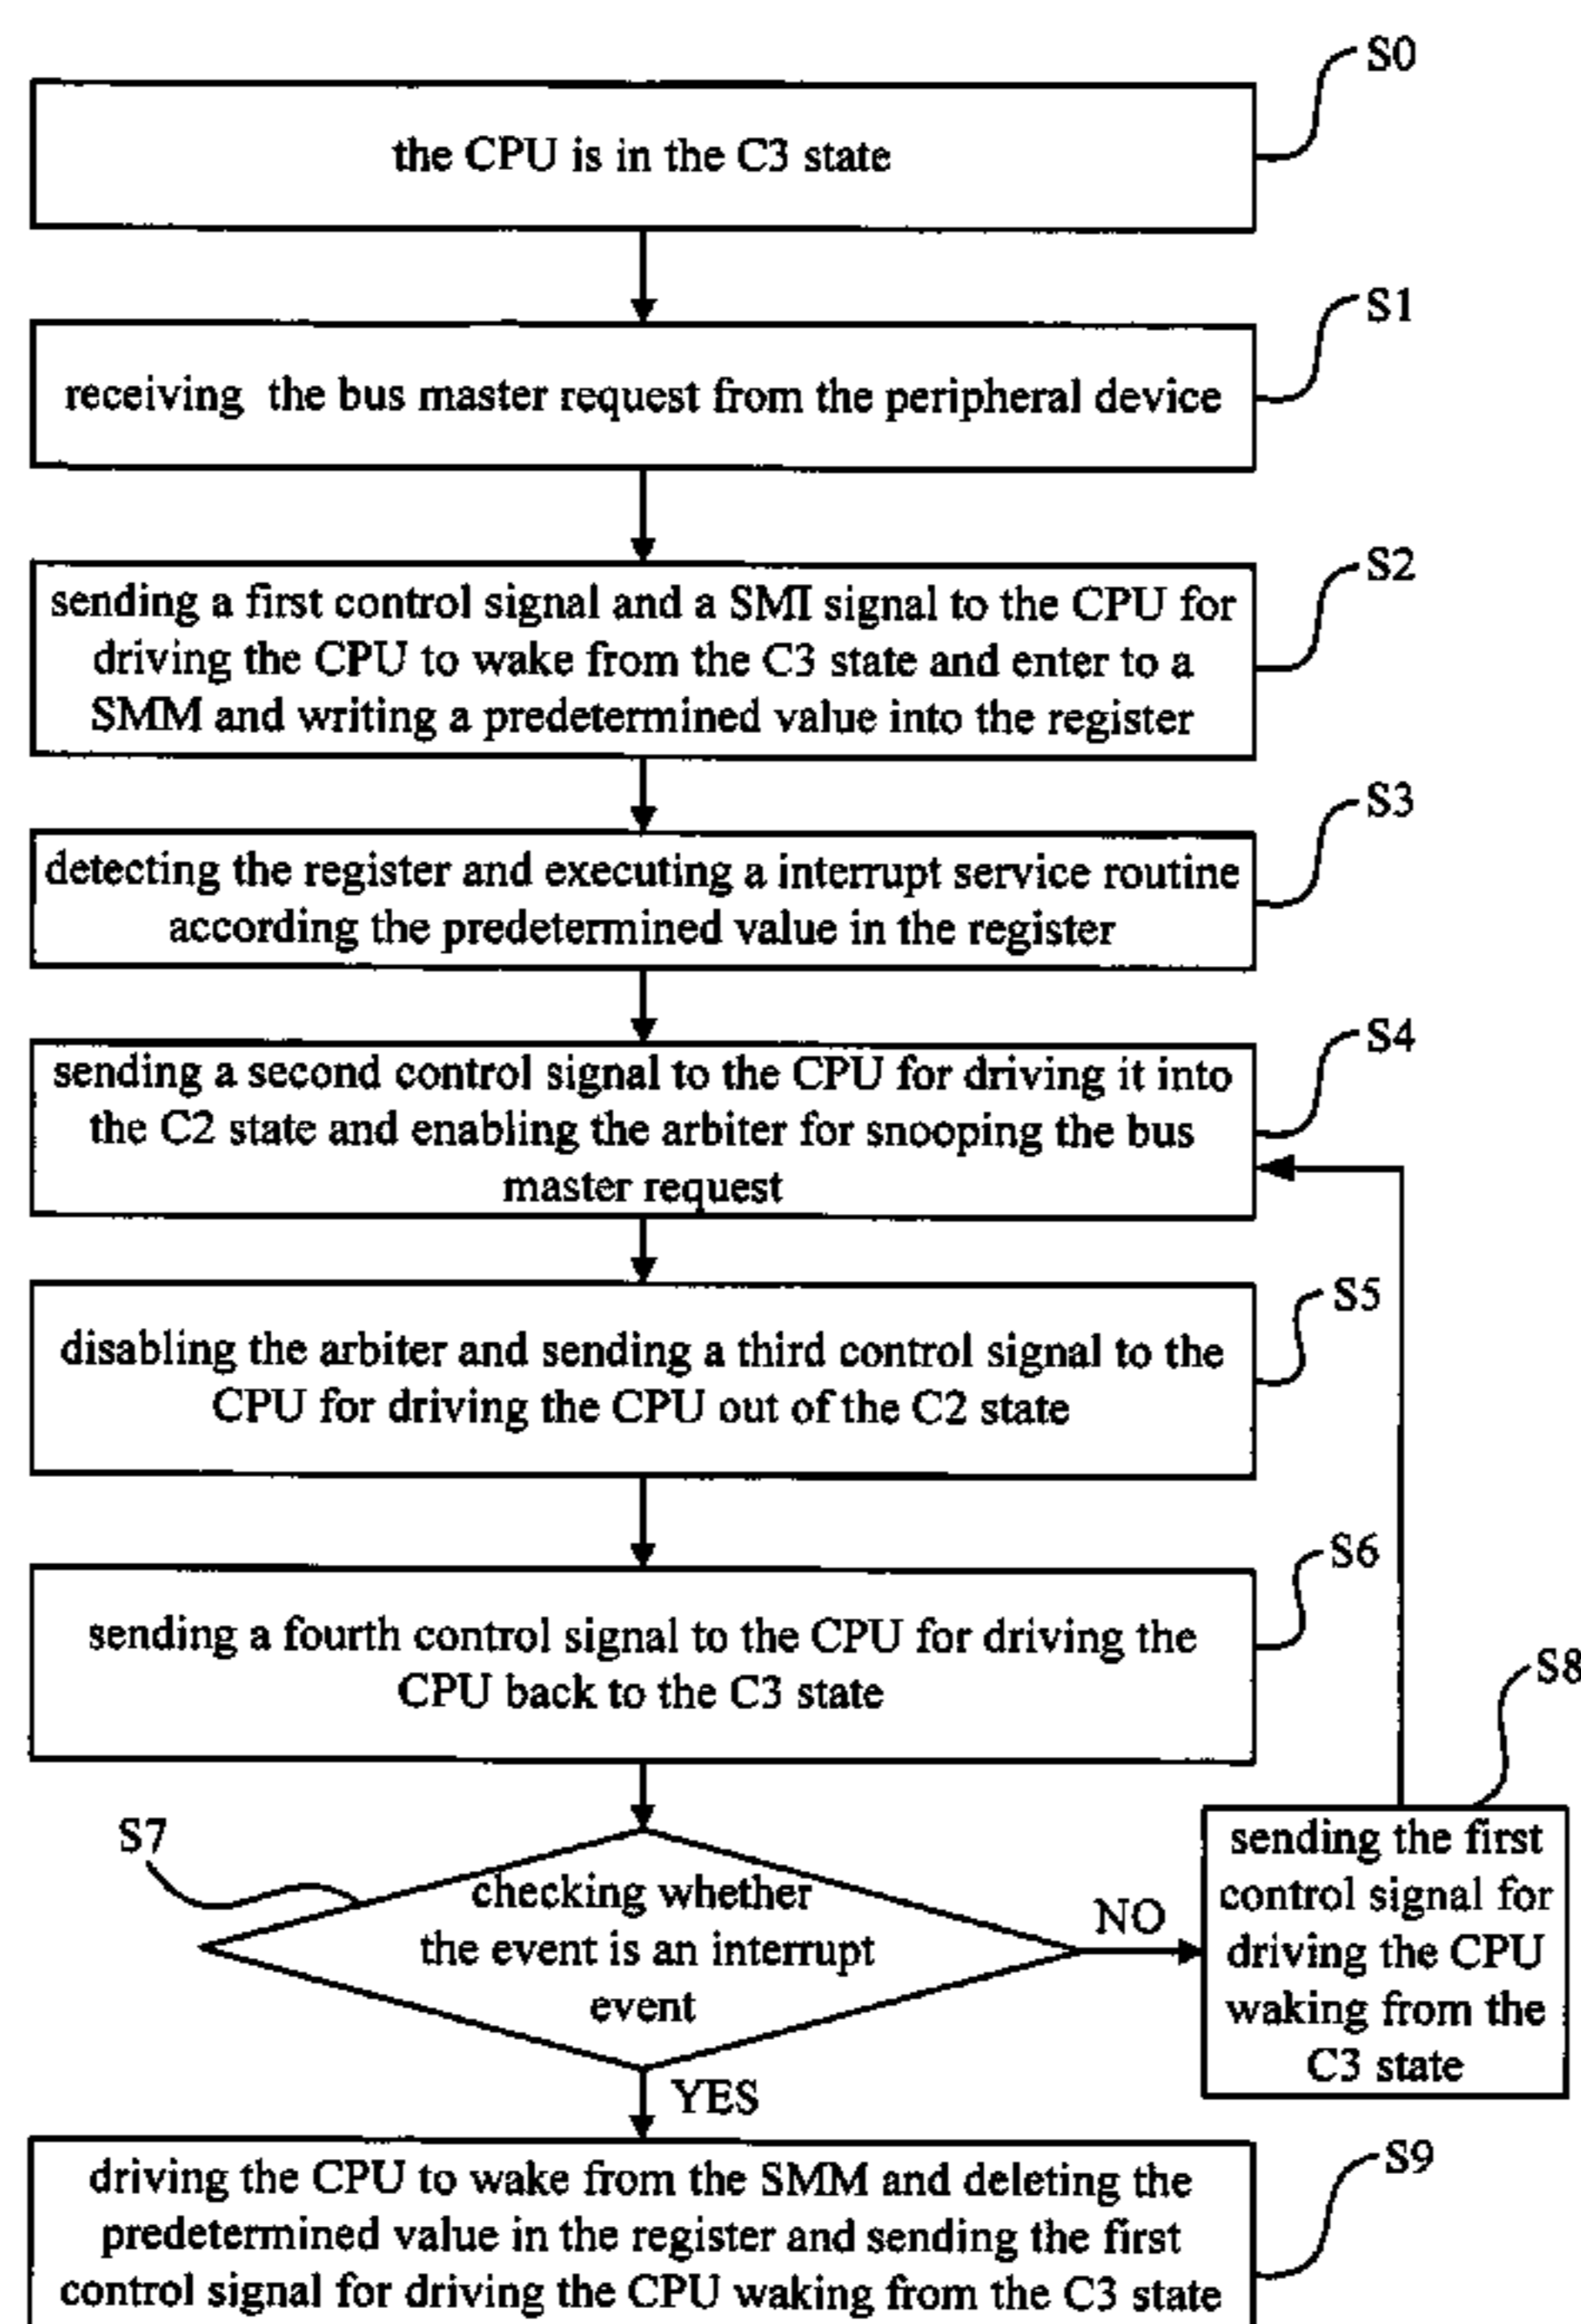 S0
the CPU is in the C3 state
S1
receiving the bus master request from the peripheral device
S2
sending a first control signal and a SMI signal to the CPU for
driving the CPU to wake from the C3 state and enter to a
SMM and writing a predetermined value into the register
S3
detecting the register and executing a interrupt service routine
according the predetermined value in the register
S4
sending a second control signal to the CPU for driving it into
the C2 state and enabling the arbiter for snooping the bus
master request
S5
disabling the arbiter and sending a third control signal to the
CPU for driving the CPU out of the C2 state
S6
sending a fourth control signal to the CPU for driving the
CPU back to the C3 state
S7
checking whether
the event is an interrupt
event
NO
YES
S8
sending the first
control signal for
driving the CPU
waking from the
C3 state
S9
driving the CPU to wake from the SMM and deleting the
predetermined value in the register and sending the first
control signal for driving the CPU waking from the C3 state